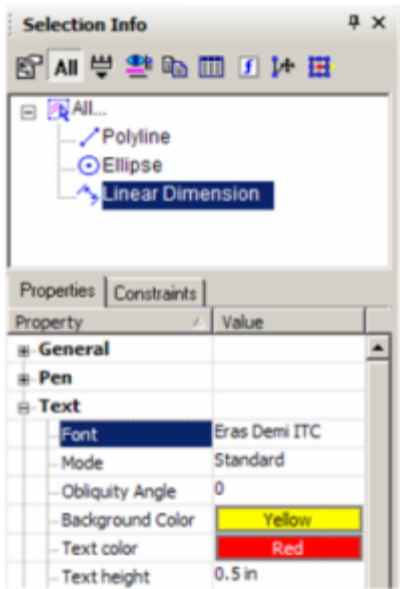 Selection Info
All
All...
Polyline
Ellipse
Linear Dimension
Properties Constraints
Property Value
General
Pen
Text
Font Eras Demi ITC
Mode Standard
Obliquity Angle 0
Background Color Yellow
Text color Red
Text height 0.5 in